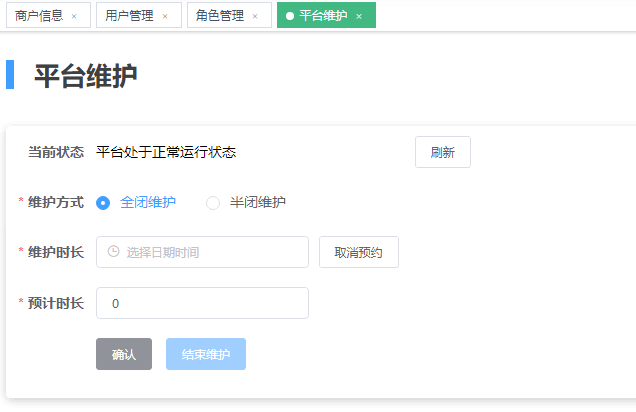 商户信息 × 用户管理 × 角色管理 × 平台维护 ×
平台维护
当前状态 平台处于正常运行状态 刷新
* 维护方式 全闭维护 半闭维护
* 维护时长 选择日期时间 取消预约
* 预计时长 0
确认 结束维护